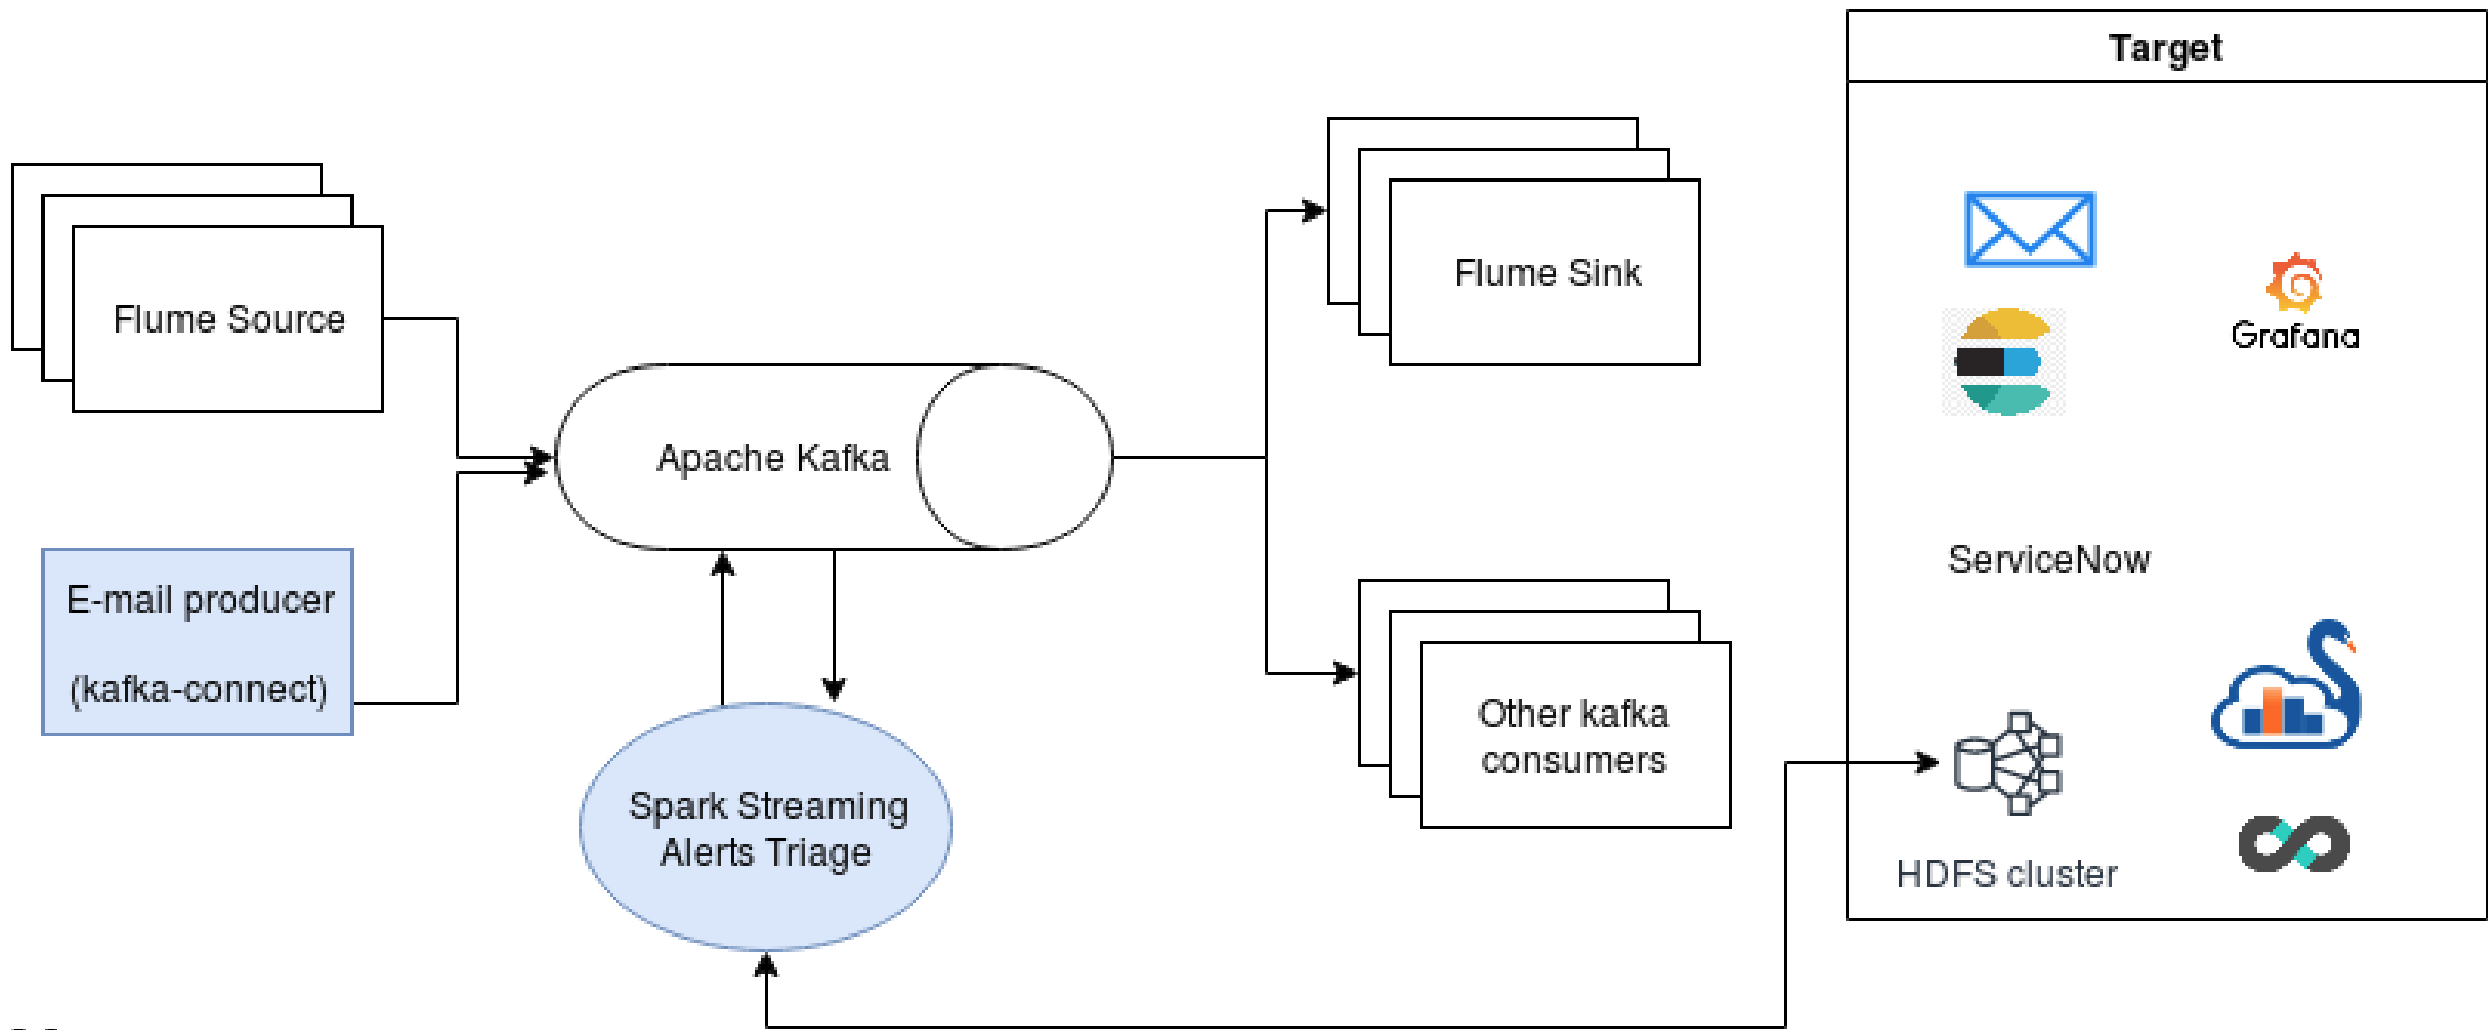 Target
Flume Source
Flume Sink
Grafana
Apache Kafka
ServiceNow
E-mail producer
(kafka-connect)
Other kafka
consumers
Spark Streaming
Alerts Triage
HDFS cluster